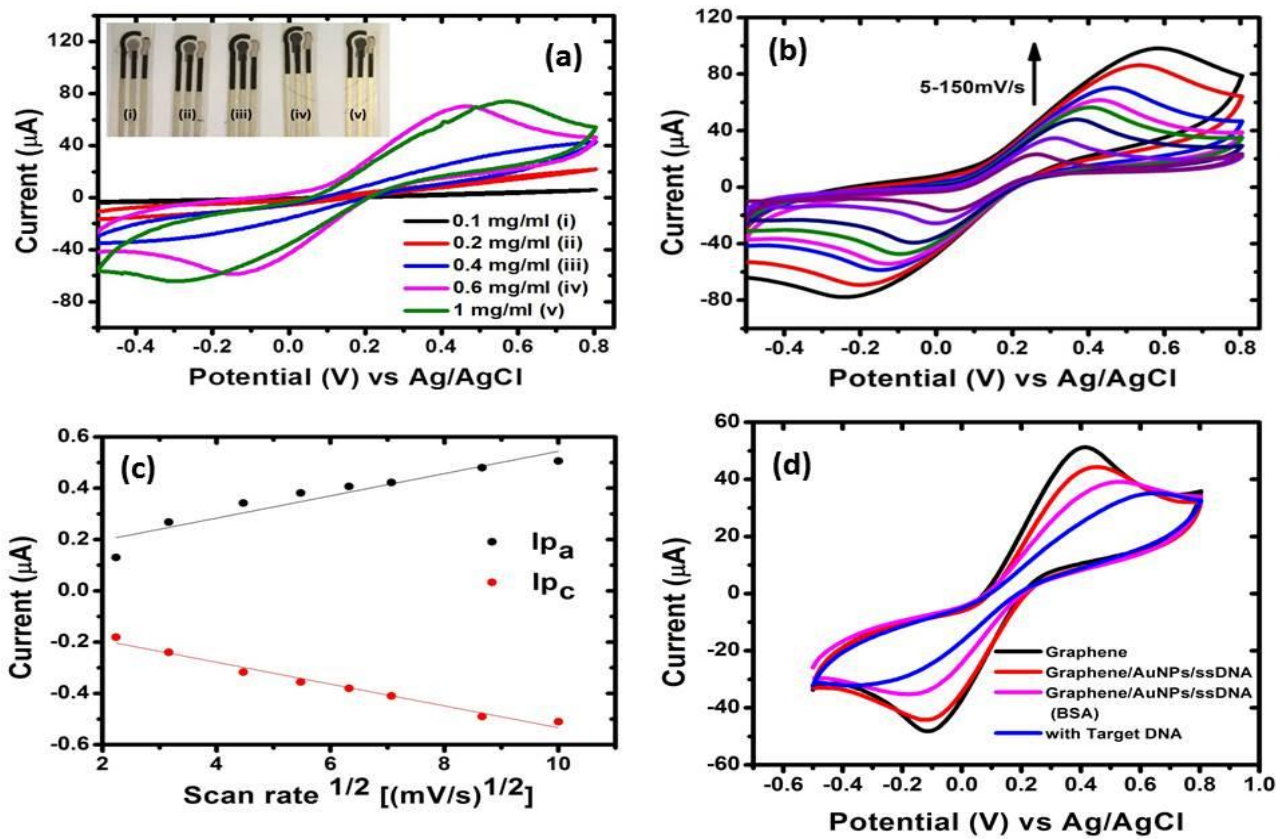 (a)
120
80
40
0
-40
-80
Current (µA)
(i) (ii) (iii) (iv) (v)
0.1 mg/ml (i)
0.2 mg/ml (ii)
0.4 mg/ml (iii)
0.6 mg/ml (iv)
1 mg/ml (v)
-0.4 -0.2 0.0 0.2 0.4 0.6 0.8
Potential (V) vs Ag/AgCl
(b)
5-150mV/s
120
80
40
0
-40
-80
Current (µA)
-0.4 -0.2 0.0 0.2 0.4 0.6 0.8
Potential (V) vs Ag/AgCl
(c)
0.6
0.4
0.2
0.0
-0.2
-0.4
-0.6
Current (µA)
Ipa
Ipc
2 4 6 8 10
Scan rate 1/2 [(mV/s)1/2]
(d)
60
40
20
0
-20
-40
-60
Current (µA)
Graphene
Graphene/AuNPs/ssDNA
Graphene/AuNPs/ssDNA
(BSA)
with Target DNA
-0.6 -0.4 -0.2 0.0 0.2 0.4 0.6 0.8 1.0
Potential (V) vs Ag/AgCl